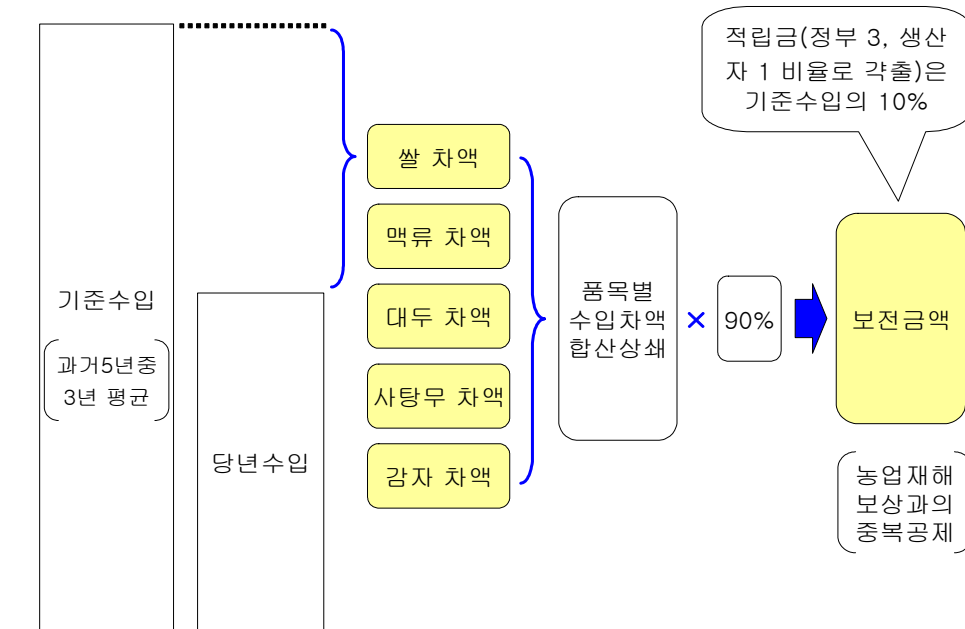 적립금(정부 3, 생산
자 1 비율로 갹출)은
기준수입의 10%
쌀 차액
맥류 차액
대두 차액
사탕무 차액
감자 차액
기준수입
과거5년중
3년 평균
당년수입
품목별
수입차액
합산상쇄
×
90%
보전금액
농업재해
보상과의
중복공제